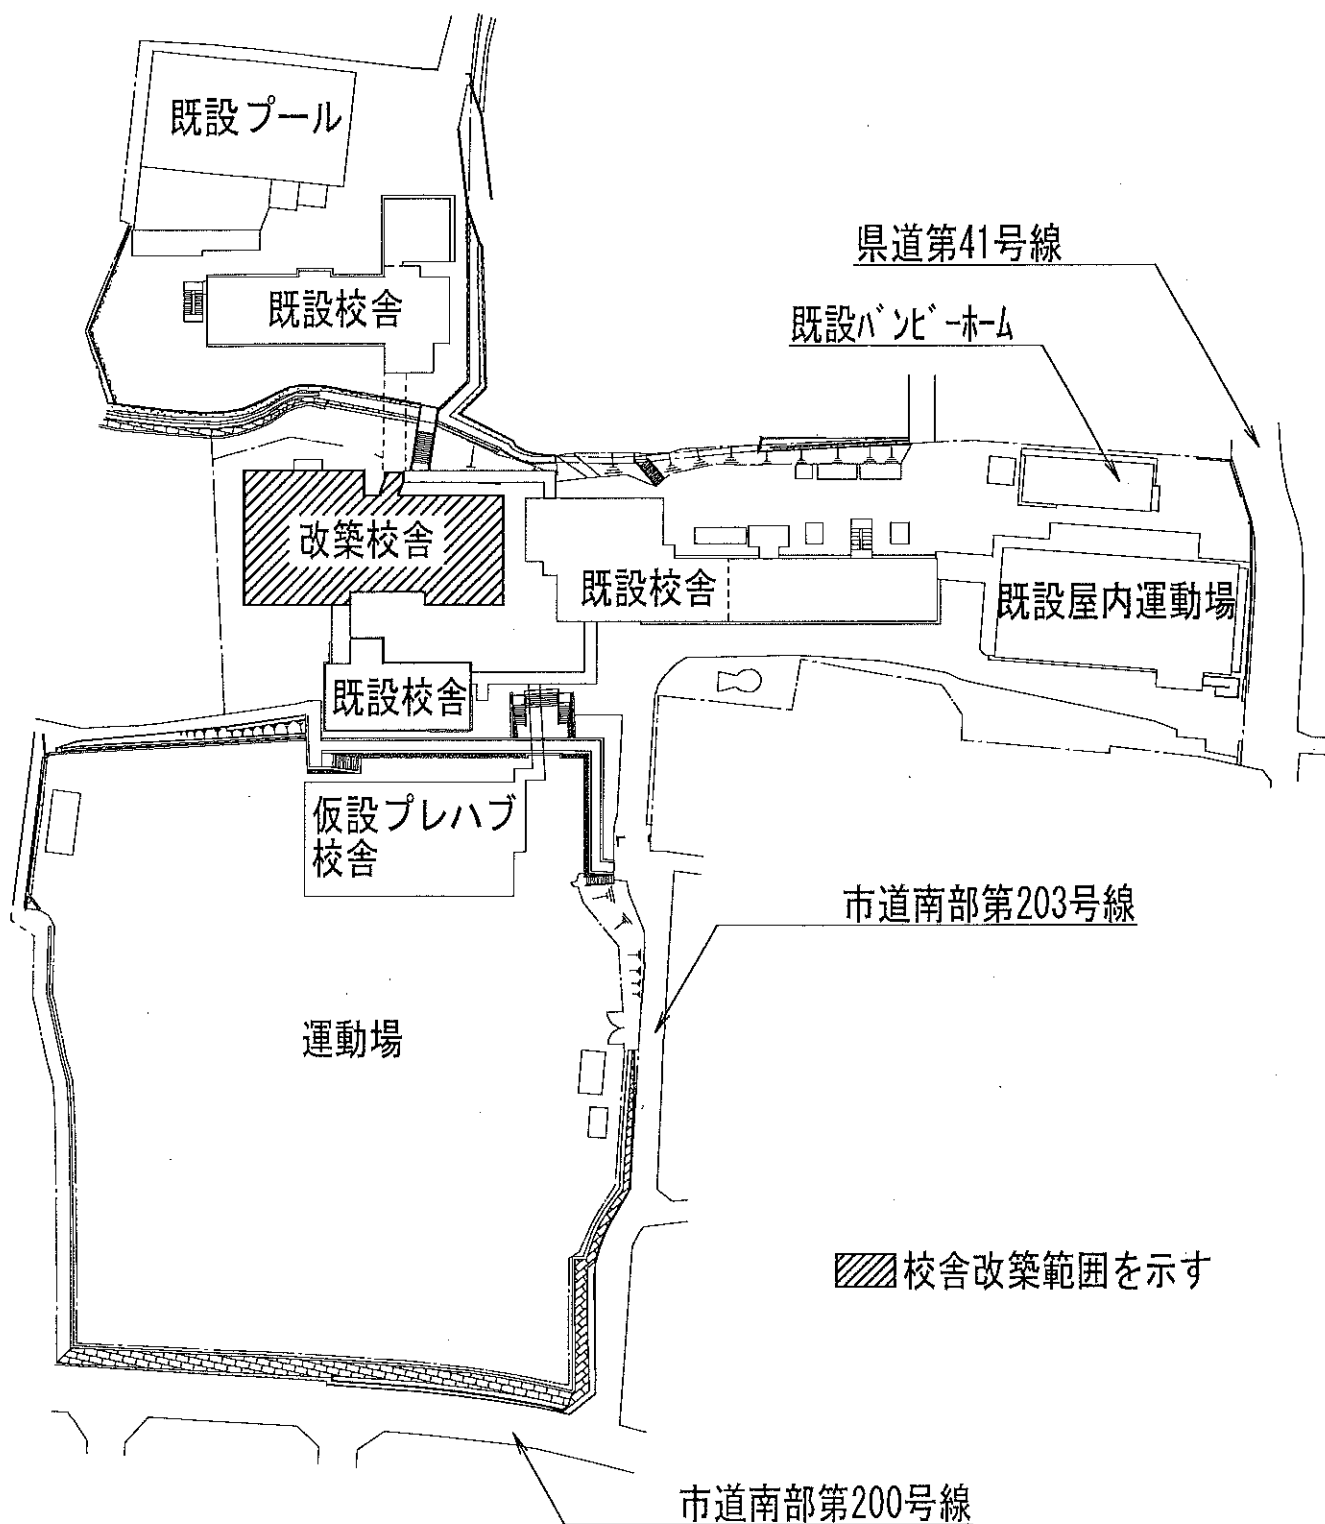 既設プール
県道第41号線
既設校舎
既設バンビーホーム
改築校舎
既設校舎
既設屋内運動場
既設校舎
仮設プレハブ
校舎
市道南部第203号線
運動場
校舎改築範囲を示す
市道南部第200号線